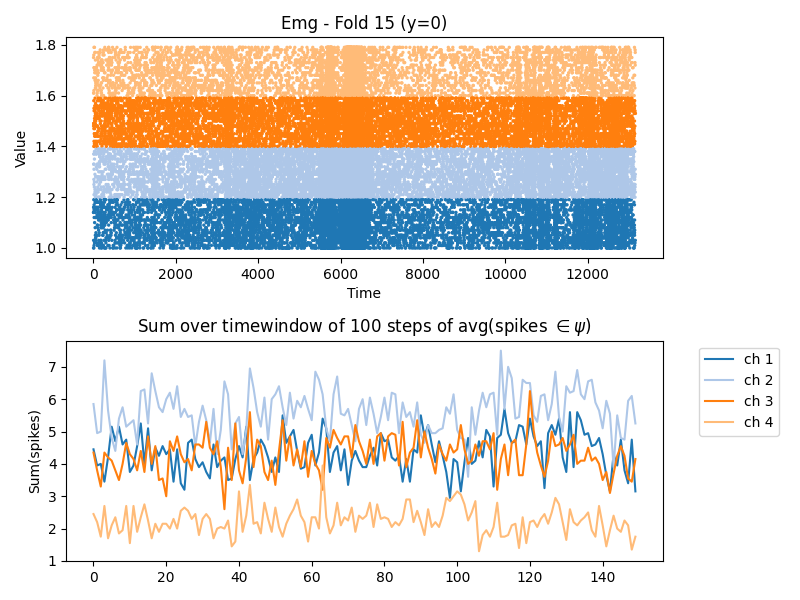 Emg - Fold 15 (y=0)
1.8
1.6
1.4
1.2
1.0
Value
0 2000 4000 6000 8000 10000 12000
Time
Sum over timewindow of 100 steps of avg(spikes ∈ψ)
7
6
5
4
3
2
1
Sum(spikes)
0 20 40 60 80 100 120 140
ch 1
ch 2
ch 3
ch 4